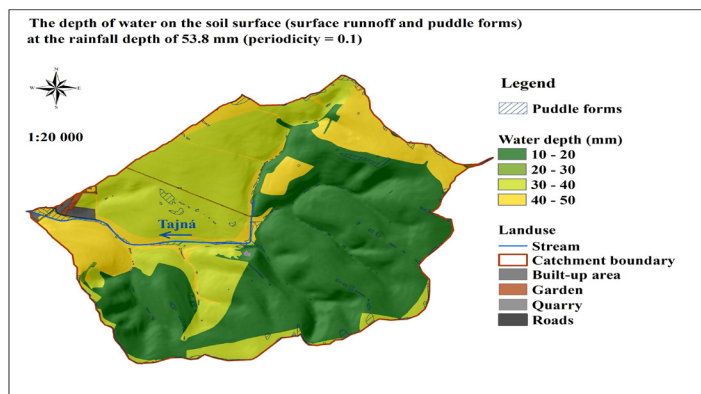 The depth of water on the soil surface (surface runnoff and puddle forms)
at the rainfall depth of 53.8 mm (periodicity = 0.1)
N
W
E
S
1:20 000
Tajná
Legend
Puddle forms
Water depth (mm)
10 - 20
20 - 30
30 - 40
40 - 50
Landuse
Stream
Catchment boundary
Built-up area
Garden
Quarry
Roads